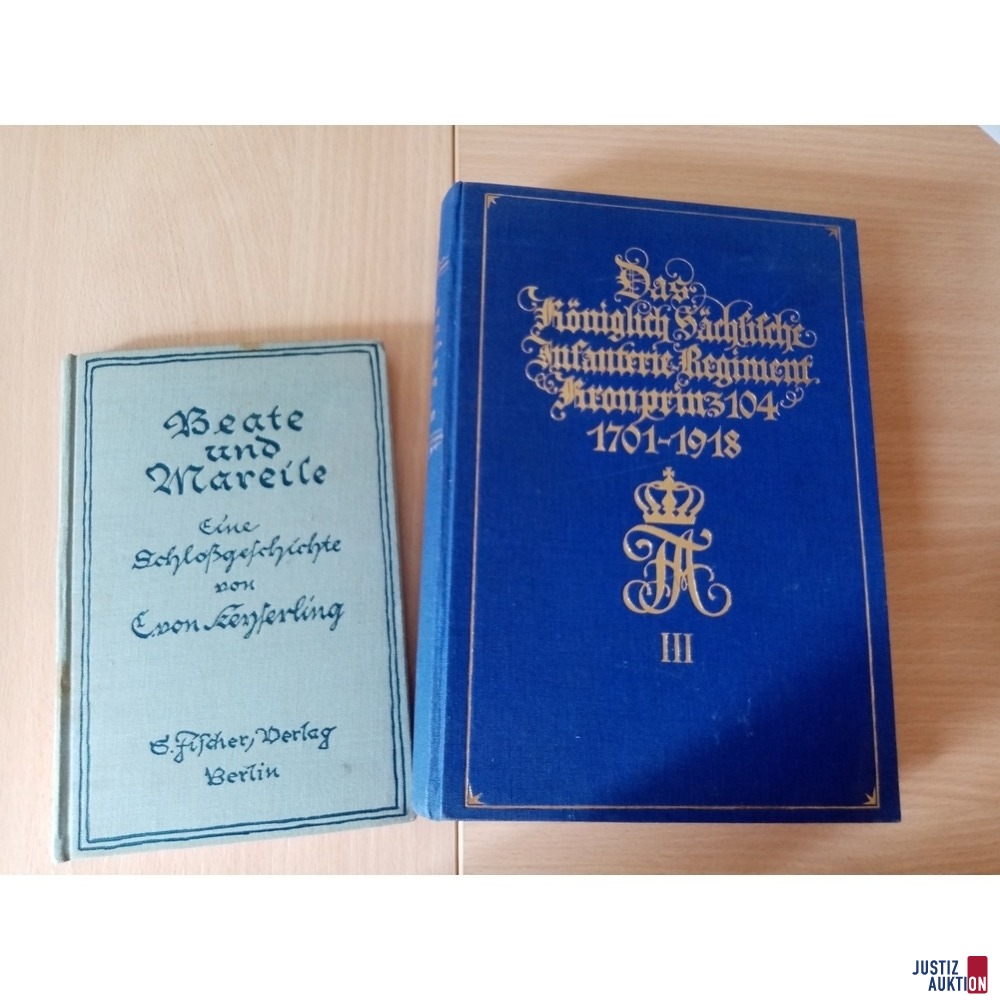 Beate
und
Mareile
Eine
Schloßgeschichte
von
E. von Keyserling
S. Fischer, Verlag
Berlin
Das
Königlich Sächsische
Infanterie Regiment
Kronprinz 104
1701-1918
FA
III
JUSTIZ
AUKTION